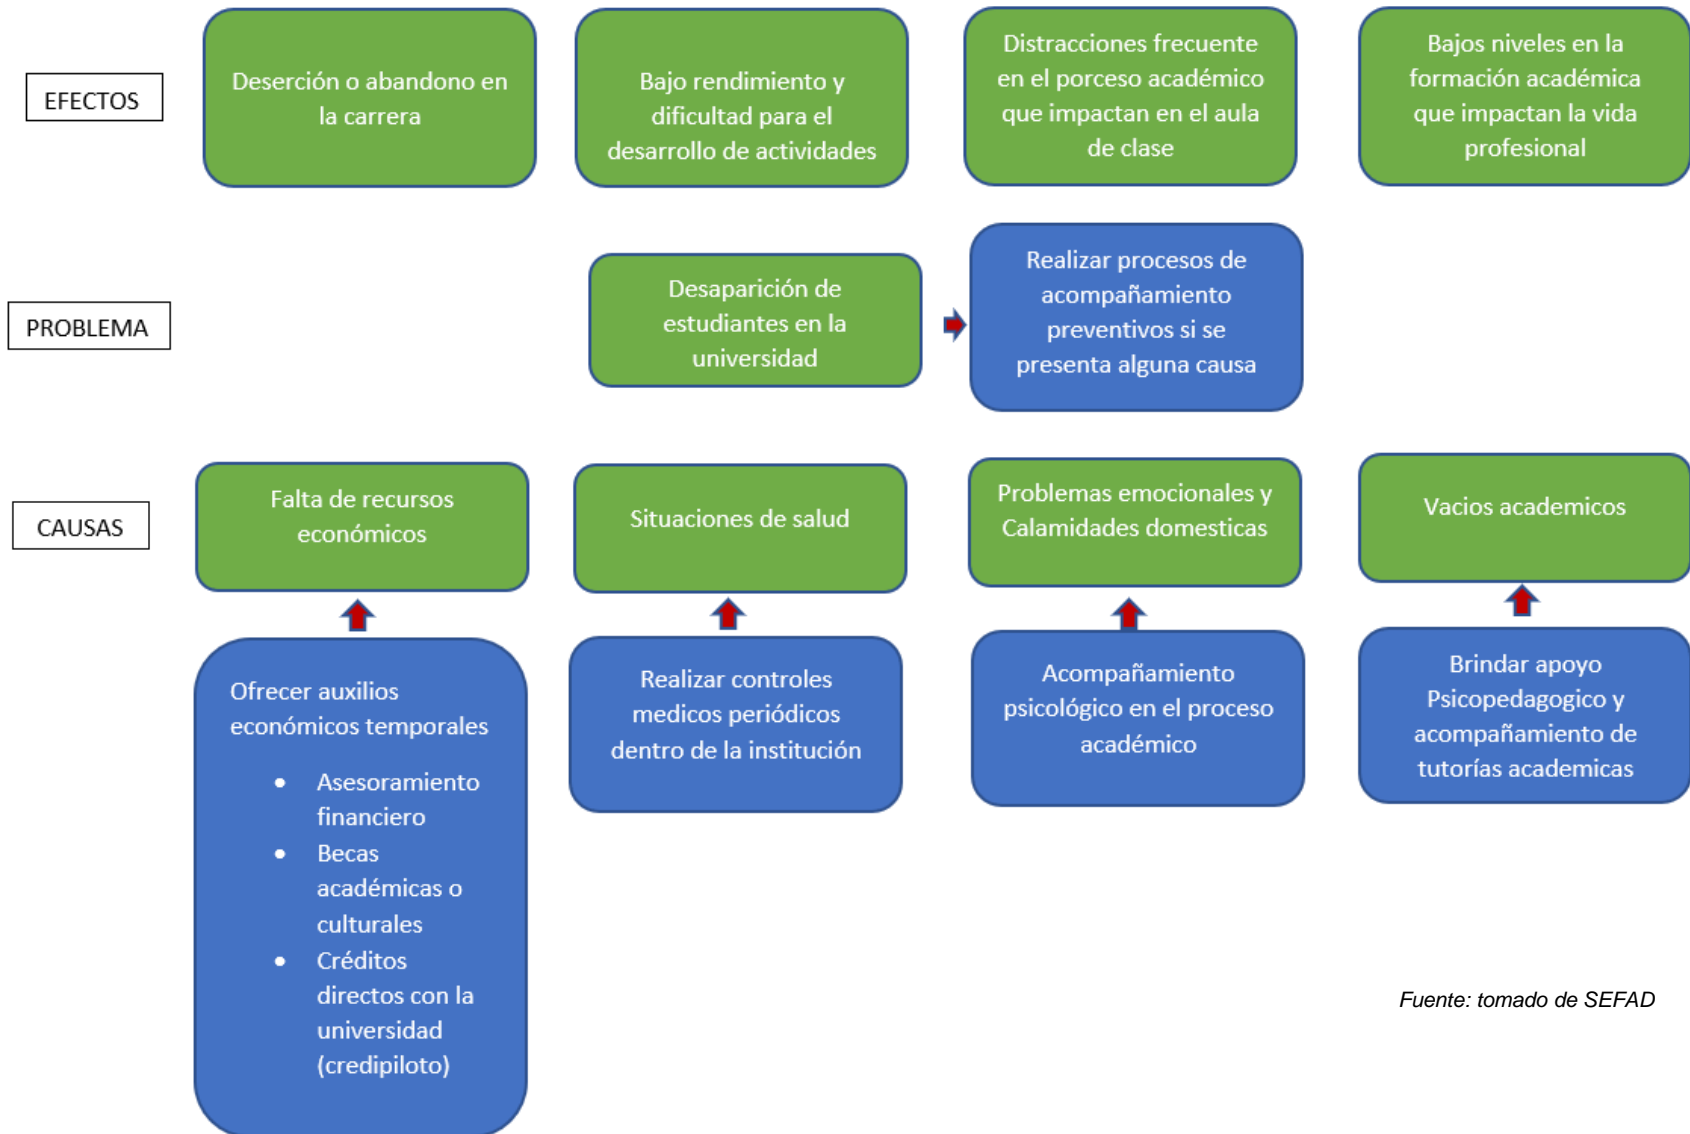 EFECTOS
Deserción o abandono en
la carrera
Bajo rendimiento y
dificultad para el
desarrollo de actividades
Distracciones frecuente
en el porceso académico
que impactan en el aula
de clase
Bajos niveles en la
formación académica
que impactan la vida
profesional
PROBLEMA
Desaparición de
estudiantes en la
universidad
Realizar procesos de
acompañamiento
preventivos si se
presenta alguna causa
CAUSAS
Falta de recursos
económicos
Situaciones de salud
Problemas emocionales y
Calamidades domesticas
Vacios academicos
Ofrecer auxilios
económicos temporales
• Asesoramiento
financiero
• Becas
académicas o
culturales
• Créditos
directos con la
universidad
(credipiloto)
Realizar controles
medicos periódicos
dentro de la institución
Acompañamiento
psicológico en el proceso
académico
Brindar apoyo
Psicopedagogico y
acompañamiento de
tutorías academicas
Fuente: tomado de SEFAD